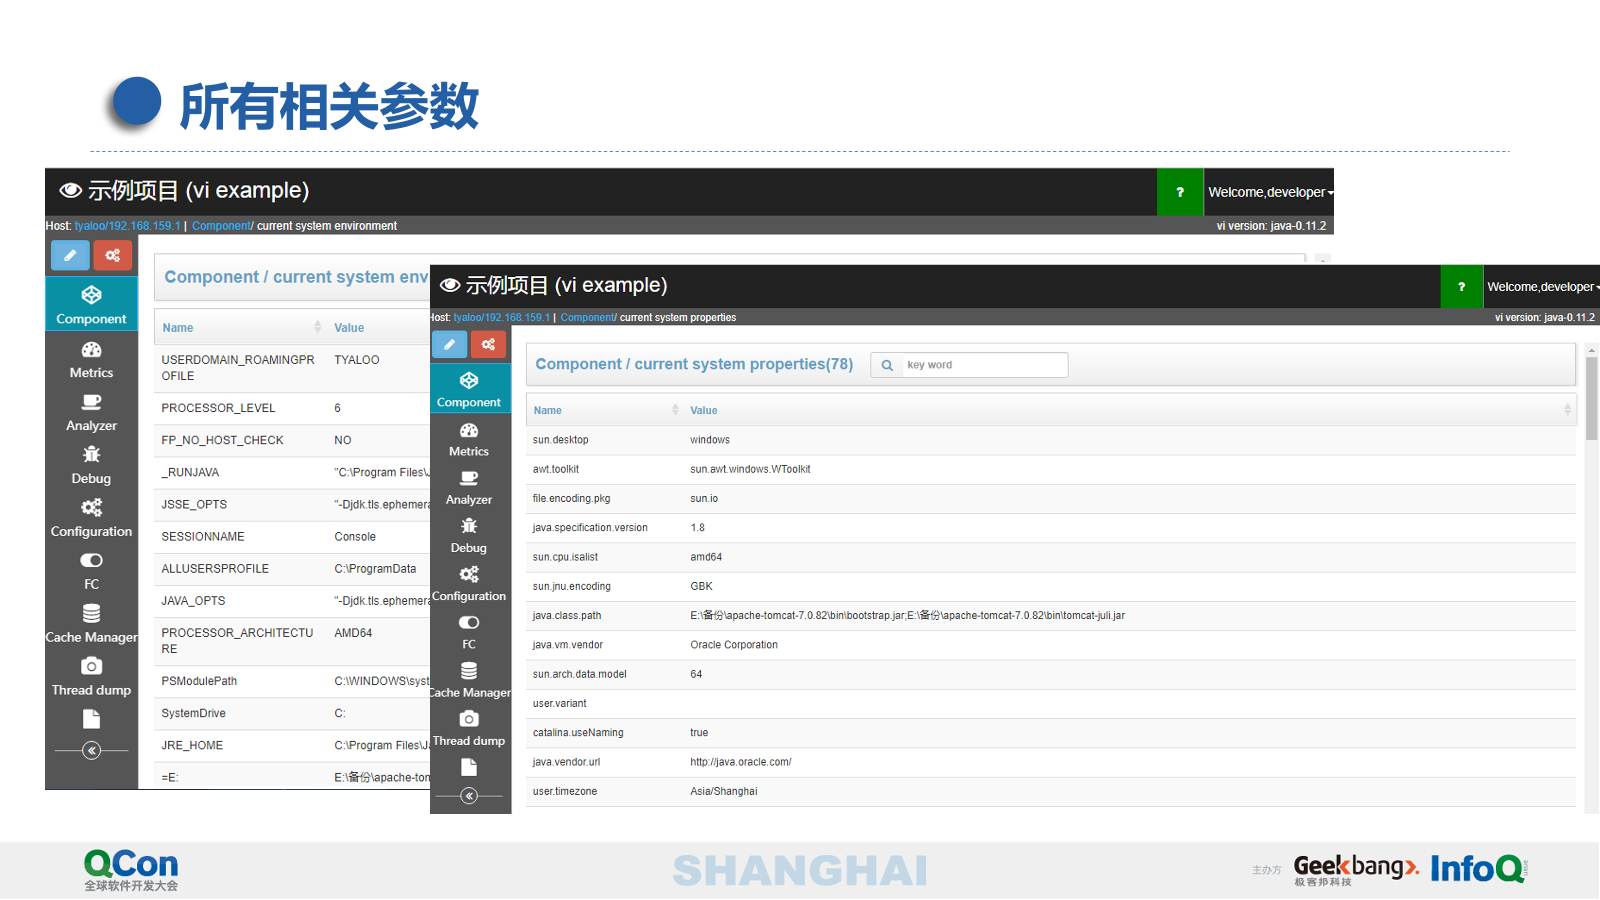 所有相关参数
示例项目 (vi example)
? Welcome,developer
Host: tyaloo/192.168.159.1 | Component/ current system environment
vi version: java-0.11.2
Component / current system env
Name Value
USERDOMAIN_ROAMINGPROFILE TYALOO
PROCESSOR_LEVEL 6
FP_NO_HOST_CHECK NO
_RUNJAVA "C:\Program Files\
JSSE_OPTS "-Djdk.tls.ephemera
SESSIONNAME Console
ALLUSERSPROFILE C:\ProgramData
JAVA_OPTS "-Djdk.tls.ephemera
PROCESSOR_ARCHITECTURE AMD64
PSModulePath C:\WINDOWS\syst
SystemDrive C:
JRE_HOME C:\Program Files\J
=E: E:\备份\apache-tom
Component
Metrics
Analyzer
Debug
Configuration
FC
Cache Manager
Thread dump
示例项目 (vi example)
? Welcome,developer
Host: tyaloo/192.168.159.1 | Component/ current system properties
vi version: java-0.11.2
Component
Metrics
Analyzer
Debug
Configuration
FC
Cache Manager
Thread dump
Component / current system properties(78) key word
Name Value
sun.desktop windows
awt.toolkit sun.awt.windows.WToolkit
file.encoding.pkg sun.io
java.specification.version 1.8
sun.cpu.isalist amd64
sun.jnu.encoding GBK
java.class.path E:\备份\apache-tomcat-7.0.82\bin\bootstrap.jar;E:\备份\apache-tomcat-7.0.82\bin\tomcat-juli.jar
java.vm.vendor Oracle Corporation
sun.arch.data.model 64
user.variant
catalina.useNaming true
java.vendor.url http://java.oracle.com/
user.timezone Asia/Shanghai
QCon
全球软件开发大会
SHANGHAI
主办方
Geekbang>.
极客邦科技
InfoQ